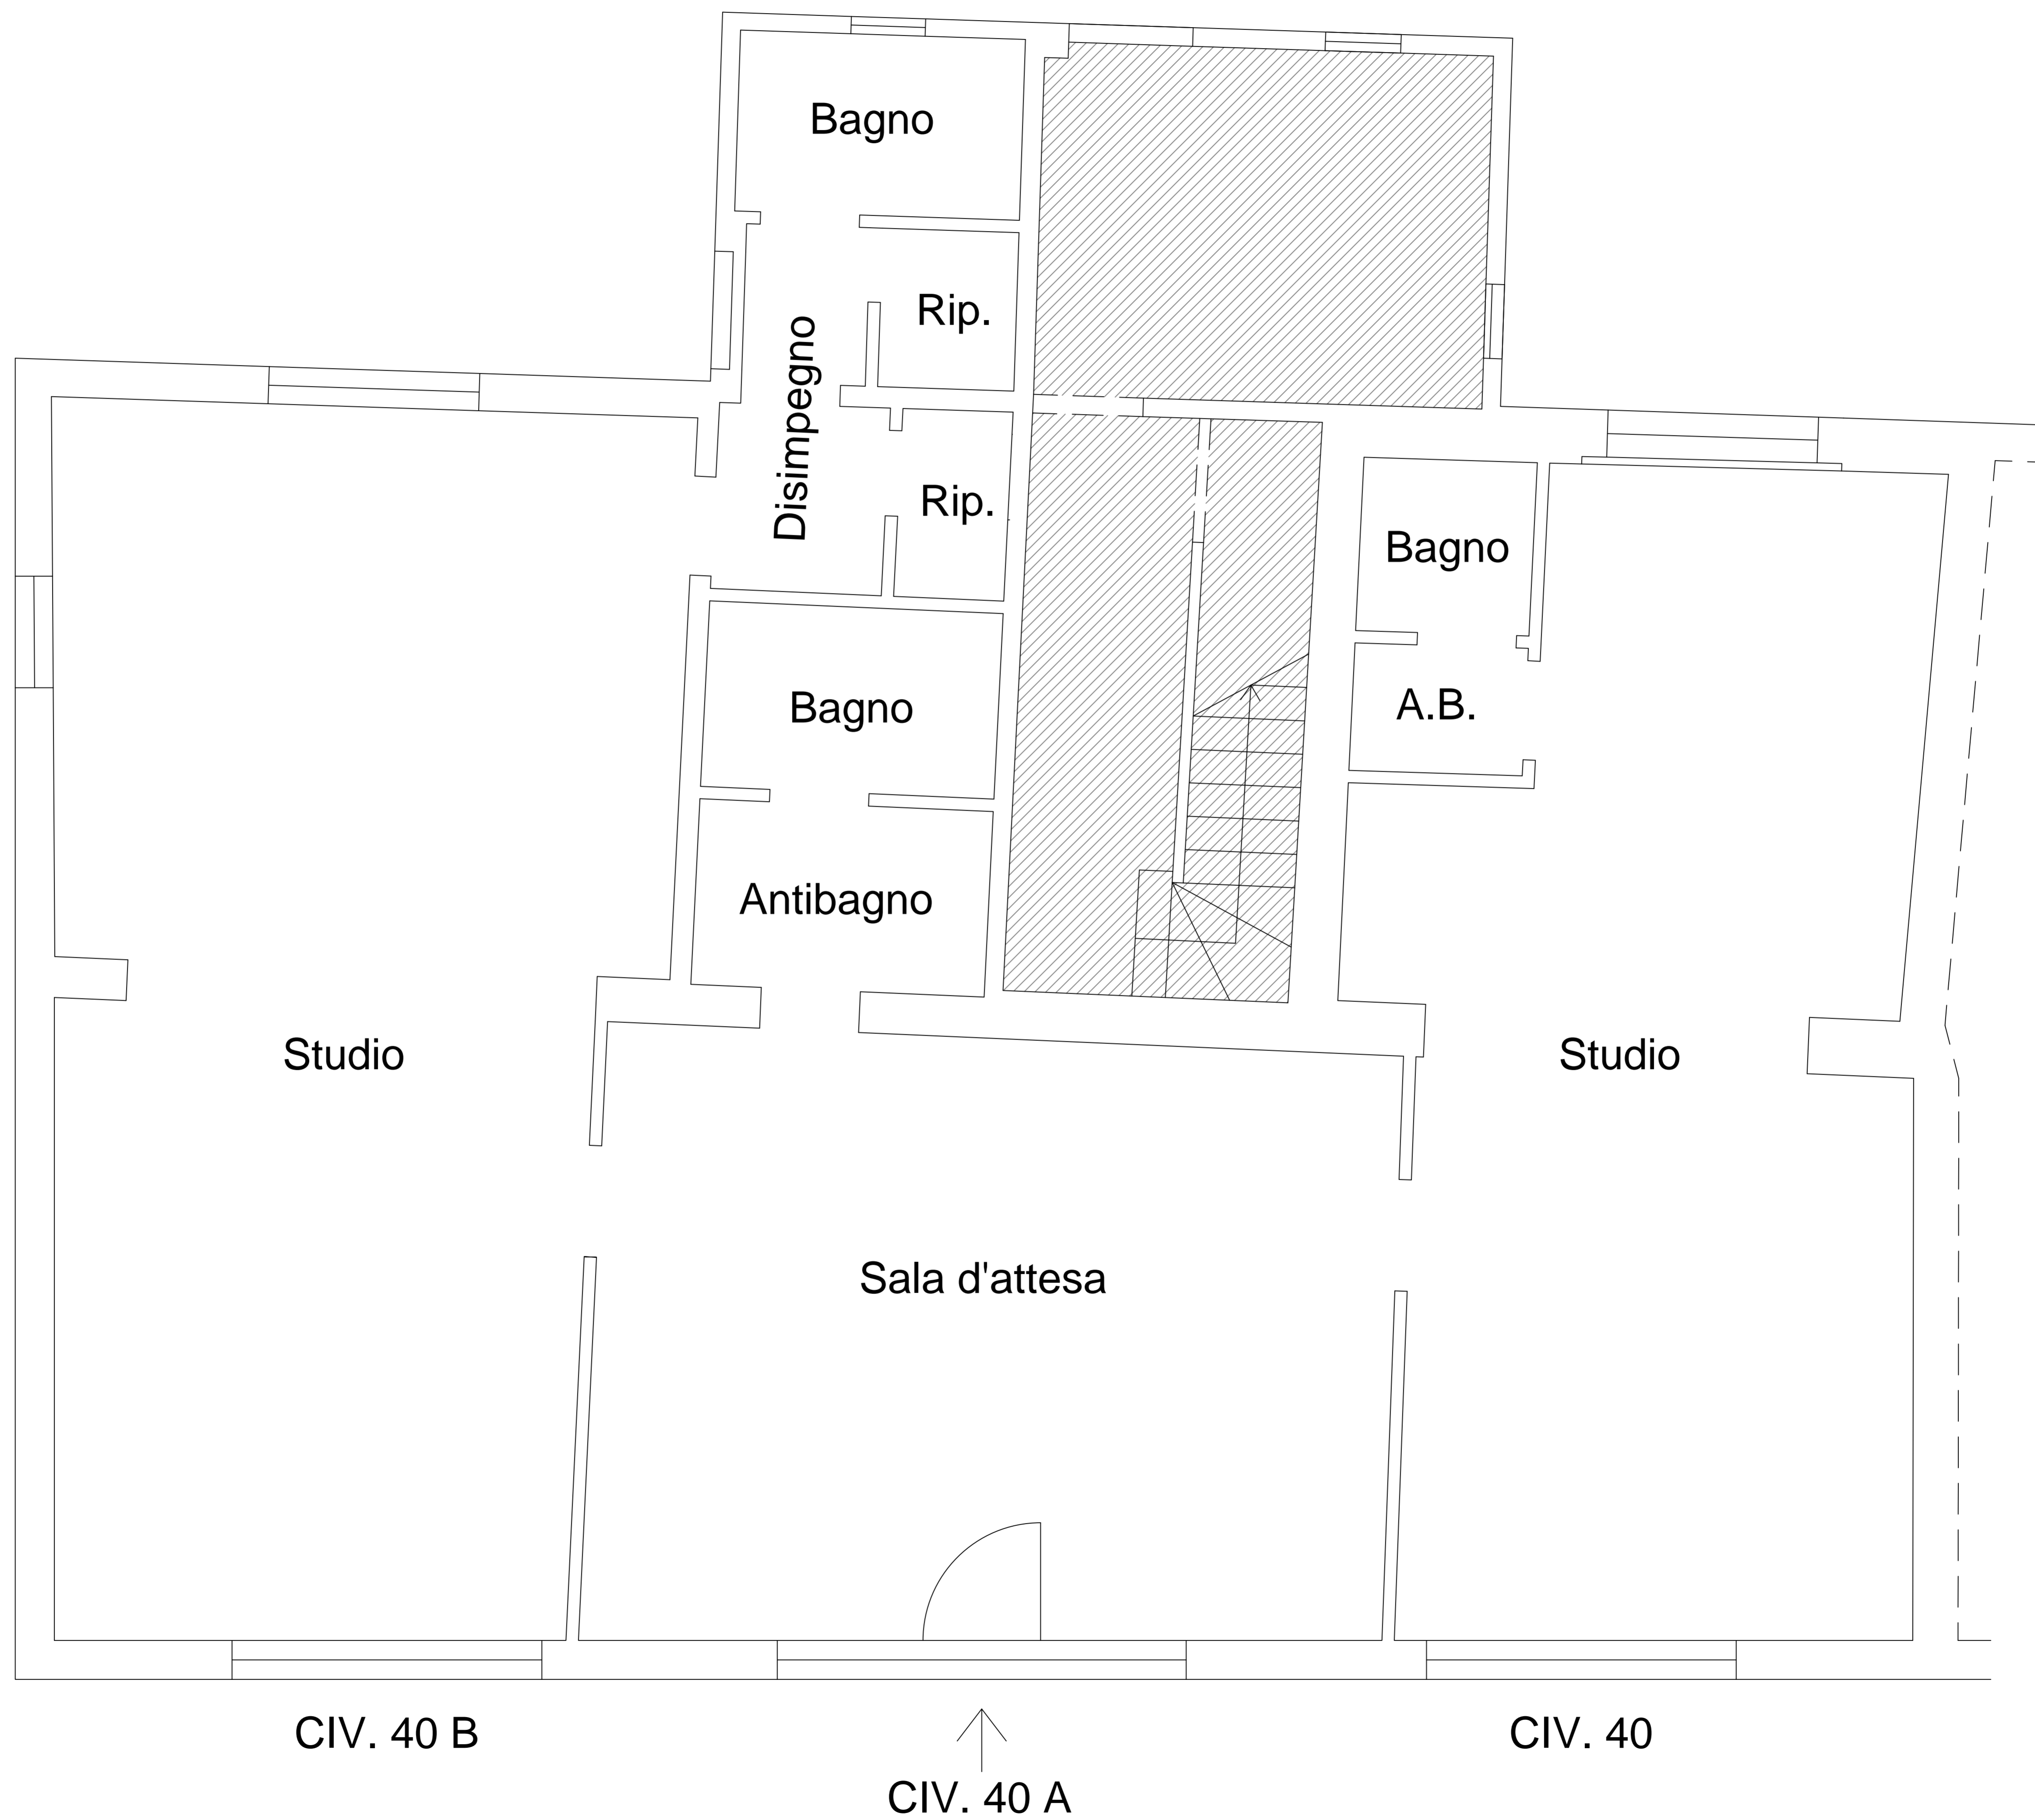 Bagno
Rip.
Disimpegno
Rip.
Bagno
Bagno
A.B.
Antibagno
Studio
Studio
Sala d'attesa
CIV. 40 B
CIV. 40
CIV. 40 A